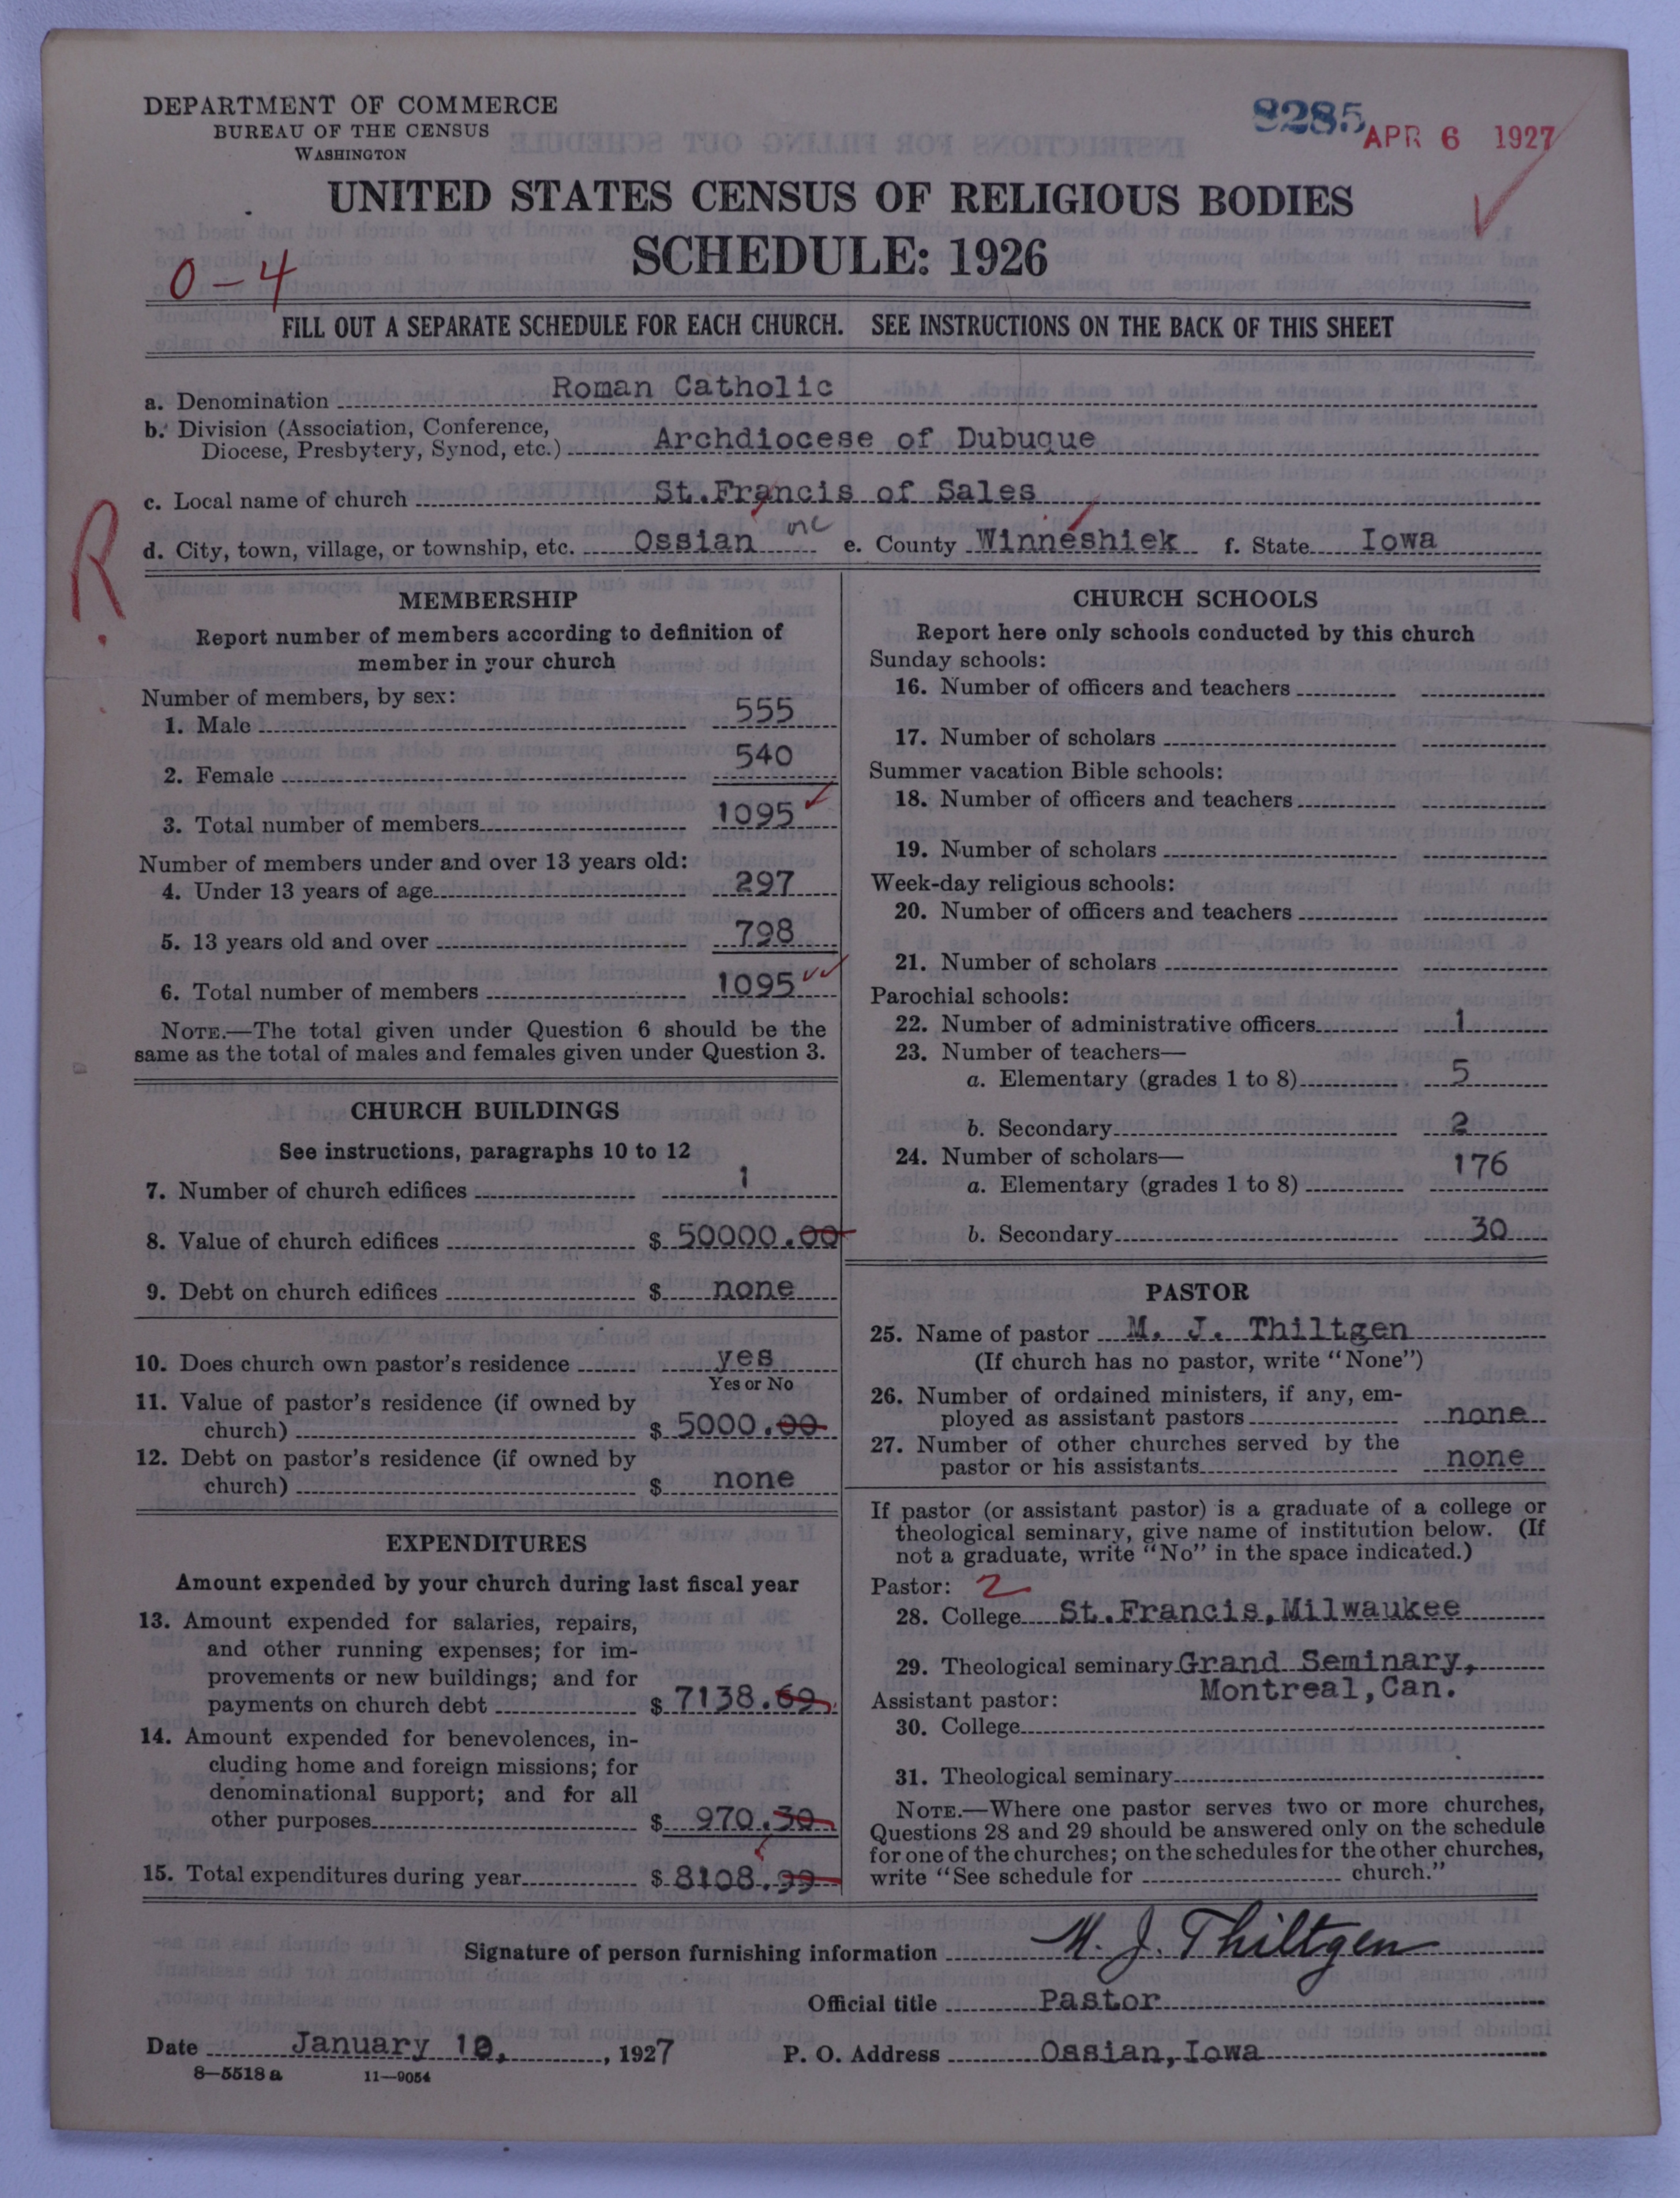 DEPARTMENT OF COMMERCE
BUREAU OF THE CENSUS
WASHINGTON
8285 APR 6 1927
UNITED STATES CENSUS OF RELIGIOUS BODIES
SCHEDULE: 1926
0-4
FILL OUT A SEPARATE SCHEDULE FOR EACH CHURCH. SEE INSTRUCTIONS ON THE BACK OF THIS SHEET
a. Denomination Roman Catholic
b. Division (Association, Conference,
Diocese, Presbytery, Synod, etc.) Archdiocese of Dubuque
c. Local name of church St.Francis of Sales
R
d. City, town, village, or township, etc. Ossian inc e. County Winneshiek f. State Iowa
MEMBERSHIP
Report number of members according to definition of
member in your church
Number of members, by sex:
1. Male 555
2. Female 540
3. Total number of members 1095
Number of members under and over 13 years old:
4. Under 13 years of age 297
5. 13 years old and over 798
6. Total number of members 1095
NOTE.—The total given under Question 6 should be the
same as the total of males and females given under Question 3.
CHURCH BUILDINGS
See instructions, paragraphs 10 to 12
7. Number of church edifices 1
8. Value of church edifices $ 50000.00
9. Debt on church edifices $ none
10. Does church own pastor's residence yes
Yes or No
11. Value of pastor's residence (if owned by
church) $ 5000.00
12. Debt on pastor's residence (if owned by
church) $ none
EXPENDITURES
Amount expended by your church during last fiscal year
13. Amount expended for salaries, repairs,
and other running expenses; for im-
provements or new buildings; and for
payments on church debt $ 7138.69
14. Amount expended for benevolences, in-
cluding home and foreign missions; for
denominational support; and for all
other purposes $ 970.30
15. Total expenditures during year $ 8108.99
CHURCH SCHOOLS
Report here only schools conducted by this church
Sunday schools:
16. Number of officers and teachers
17. Number of scholars
Summer vacation Bible schools:
18. Number of officers and teachers
19. Number of scholars
Week-day religious schools:
20. Number of officers and teachers
21. Number of scholars
Parochial schools:
22. Number of administrative officers 1
23. Number of teachers—
a. Elementary (grades 1 to 8) 5
b. Secondary 2
24. Number of scholars—
a. Elementary (grades 1 to 8) 176
b. Secondary 30
PASTOR
25. Name of pastor M. J. Thiltgen
(If church has no pastor, write "None")
26. Number of ordained ministers, if any, em-
ployed as assistant pastors none
27. Number of other churches served by the
pastor or his assistants none
If pastor (or assistant pastor) is a graduate of a college or
theological seminary, give name of institution below. (If
not a graduate, write "No" in the space indicated.)
Pastor: 2
28. College St.Francis,Milwaukee
29. Theological seminary Grand Seminary,
Montreal,Can.
Assistant pastor:
30. College
31. Theological seminary
NOTE.—Where one pastor serves two or more churches,
Questions 28 and 29 should be answered only on the schedule
for one of the churches; on the schedules for the other churches,
write "See schedule for church."
Signature of person furnishing information M. J. Thiltgen
Official title Pastor
Date January 10, , 1927 P. O. Address Ossian,Iowa
8—5518 a 11—9054